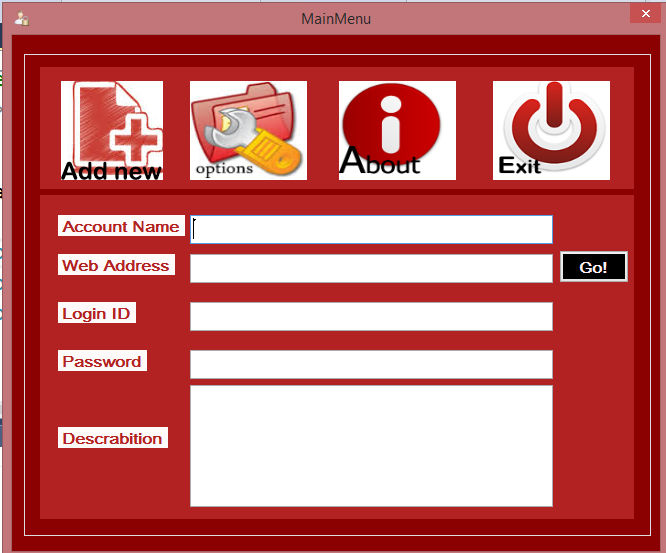 MainMenu
Add new
options
About
Exit
Account Name
Web Address
Go!
Login ID
Password
Descrabition